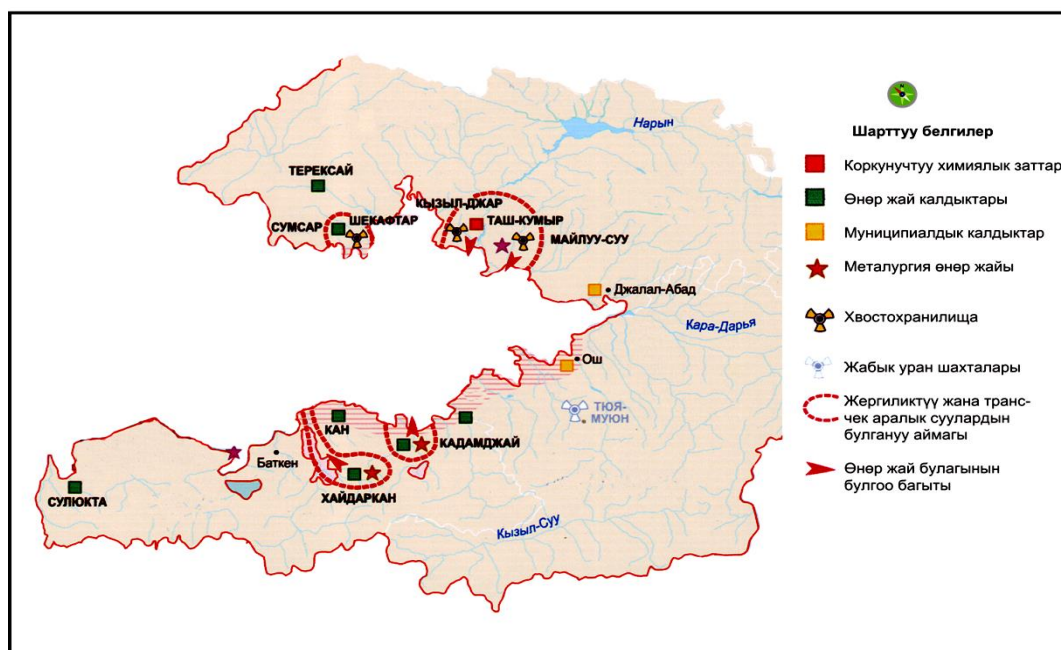 Нарын
ТЕРЕКСАЙ
КЫЗЫЛ-ДЖАР
СУМСАР
ШЕКАФТАР
ТАШ-КУМЫР
МАЙЛУУ-СУУ
Джалал-Абад
Кара-Дарья
Ош
ТЮЯ-
МУЮН
КАН
КАДАМДЖАЙ
Баткен
ХАЙДАРКАН
СУЛЮКТА
Кызыл-Суу
N
Шарттуу белгилер
Коркунучтуу химиялык заттар
Өнөр жай калдыктары
Муниципиалдык калдыктар
Металургия өнөр жайы
Хвостохранилища
Жабык уран шахталары
Жергиликтүү жана транс-
чек аралык суулардын
булгануу аймагы
Өнөр жай булагынын
булгоо багыты